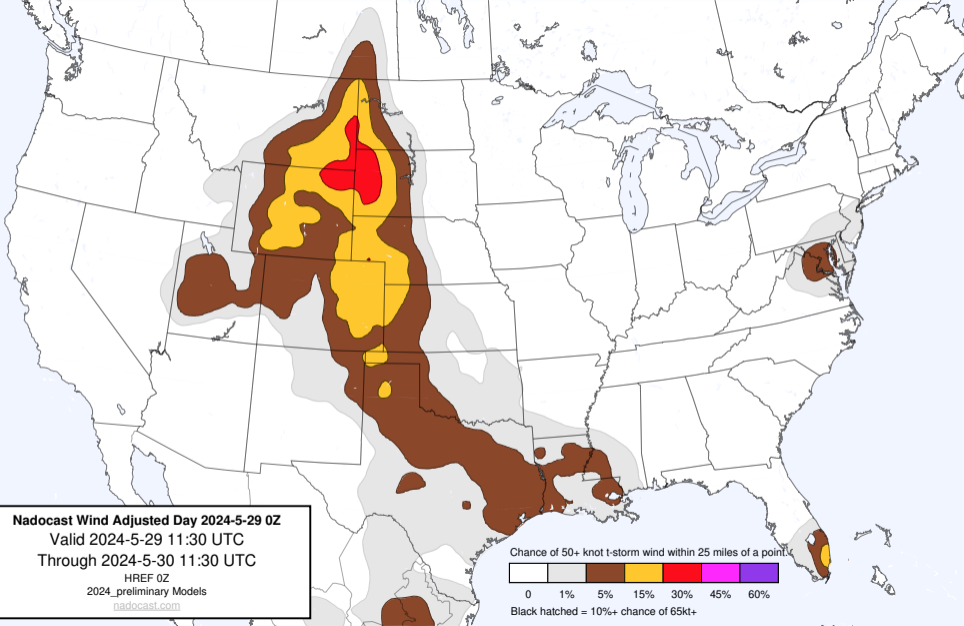 Nadocast Wind Adjusted Day 2024-5-29 0Z
Valid 2024-5-29 11:30 UTC
Through 2024-5-30 11:30 UTC
HREF 0Z
2024_preliminary Models
nadocast.com
Chance of 50+ knot t-storm wind within 25 miles of a point.
0 1% 5% 15% 30% 45% 60%
Black hatched = 10%+ chance of 65kt+